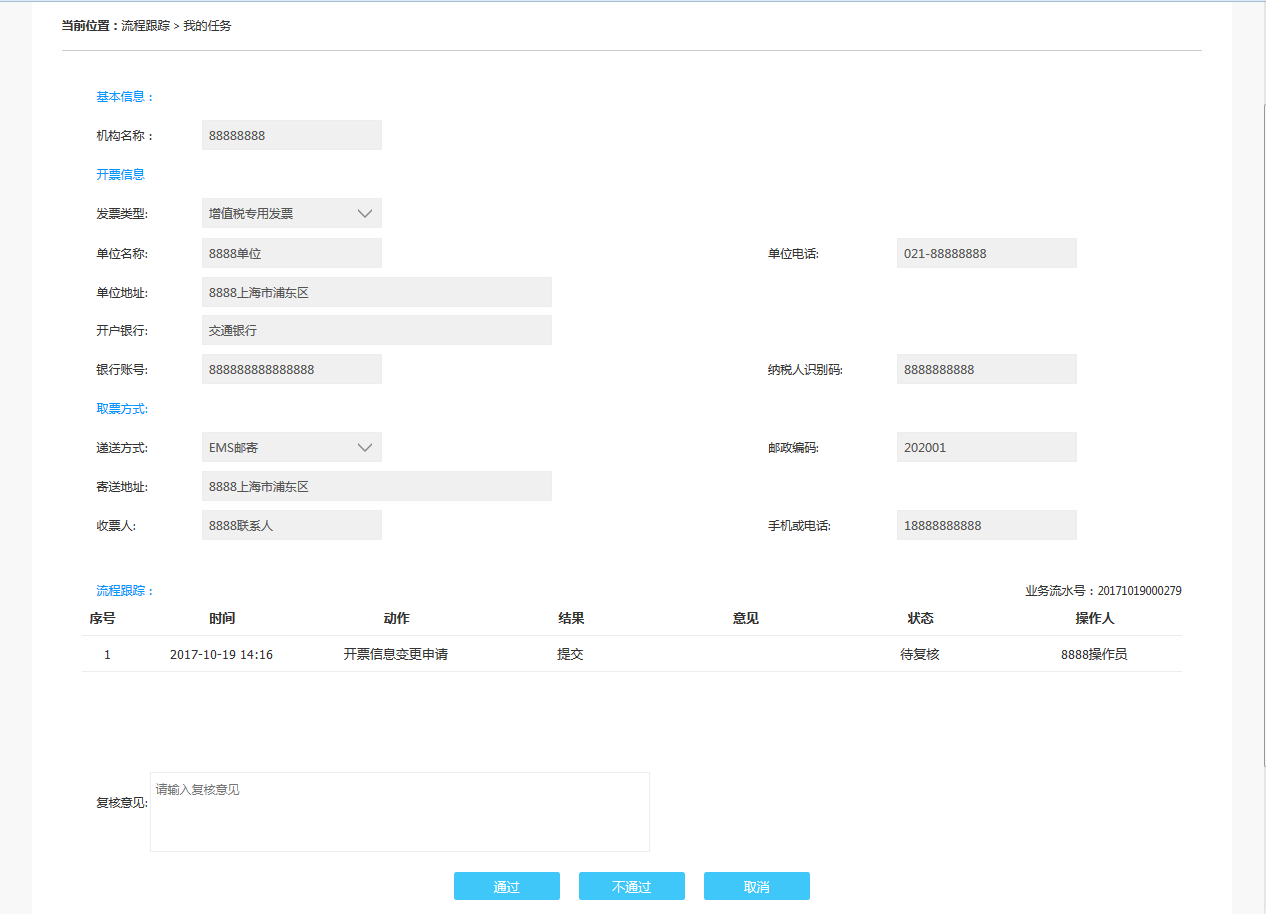 当前位置：流程跟踪 > 我的任务
基本信息：
机构名称： 88888888
开票信息
发票类型: 增值税专用发票
单位名称: 8888单位 单位电话: 021-88888888
单位地址: 8888上海市浦东区
开户银行: 交通银行
银行账号: 888888888888888 纳税人识别码: 8888888888
取票方式:
递送方式: EMS邮寄 邮政编码: 202001
寄送地址: 8888上海市浦东区
收票人: 8888联系人 手机或电话: 18888888888
流程跟踪： 业务流水号：20171019000279
序号 时间 动作 结果 意见 状态 操作人
1 2017-10-19 14:16 开票信息变更申请 提交 待复核 8888操作员
复核意见: 请输入复核意见
通过 不通过 取消